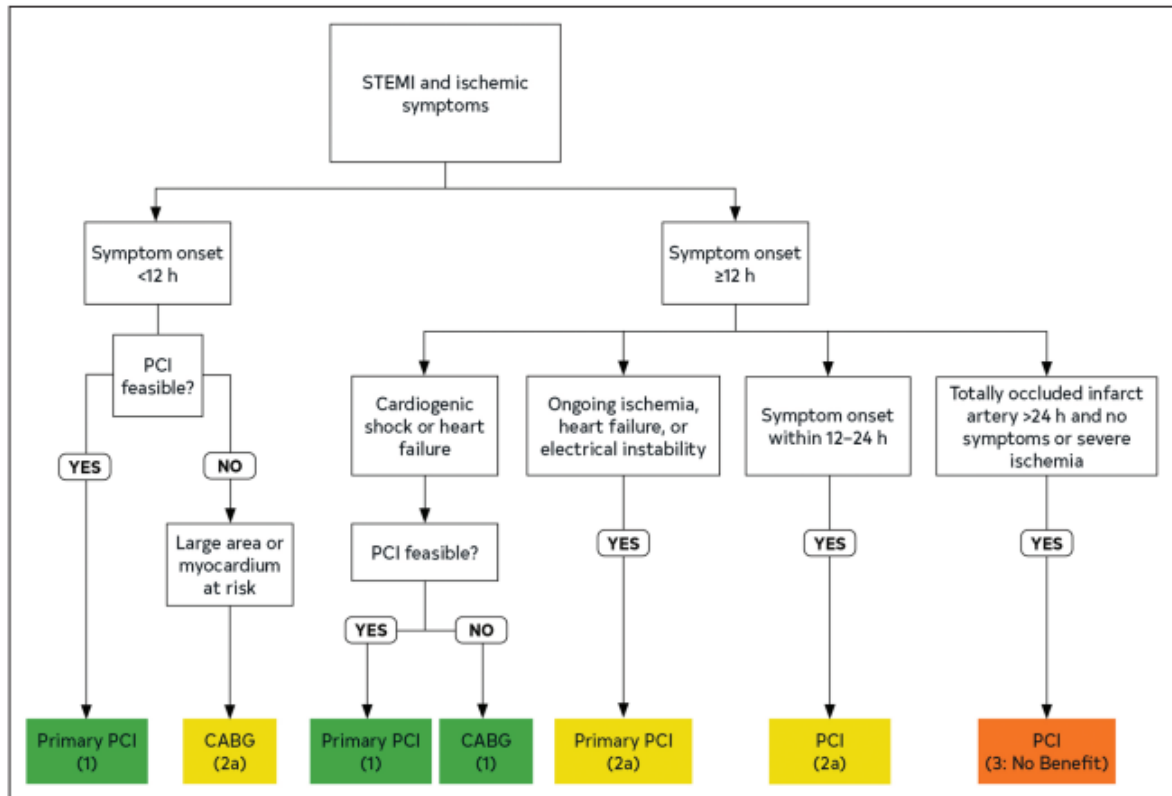 STEMI and ischemic
symptoms
Symptom onset
<12 h
Symptom onset
≥12 h
PCI
feasible?
Cardiogenic
shock or heart
failure
Ongoing ischemia,
heart failure, or
electrical instability
Symptom onset
within 12–24 h
Totally occluded infarct
artery >24 h and no
symptoms or severe
ischemia
YES
NO
Large area or
myocardium
at risk
PCI feasible?
YES
YES
YES
YES
NO
Primary PCI
(1)
CABG
(2a)
Primary PCI
(1)
CABG
(1)
Primary PCI
(2a)
PCI
(2a)
PCI
(3: No Benefit)